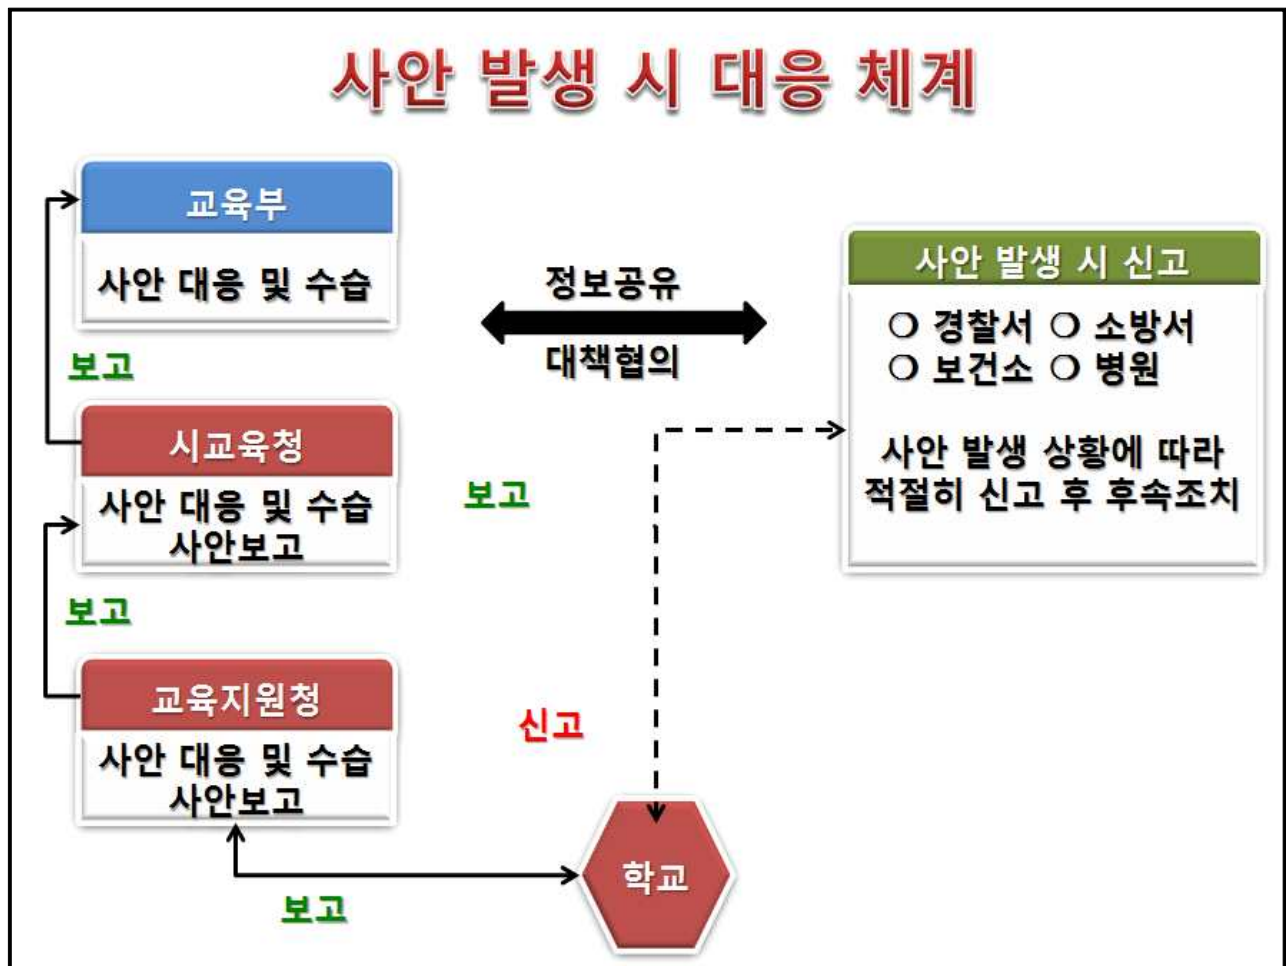 사안 발생 시 대응 체계
교육부
사안 대응 및 수습
보고
시교육청
사안 대응 및 수습
사안보고
보고
교육지원청
사안 대응 및 수습
사안보고
보고
정보공유
대책협의
보고
신고
학교
사안 발생 시 신고
❍ 경찰서 ❍ 소방서
❍ 보건소 ❍ 병원
사안 발생 상황에 따라
적절히 신고 후 후속조치